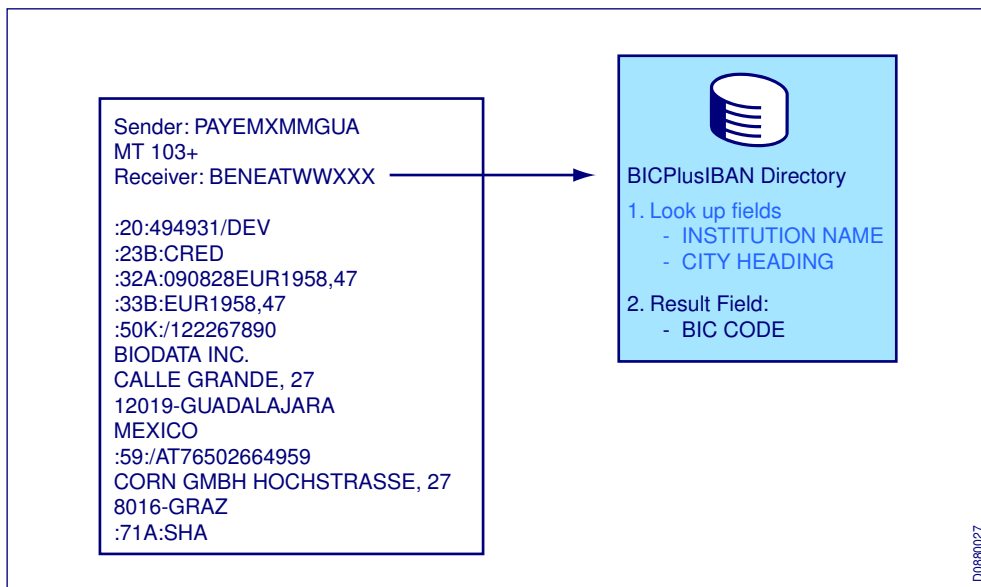 Sender: PAYEMXMMGUA
MT 103+
Receiver: BENEATWWXXX
:20:494931/DEV
:23B:CRED
:32A:090828EUR1958,47
:33B:EUR1958,47
:50K:/122267890
BIODATA INC.
CALLE GRANDE, 27
12019-GUADALAJARA
MEXICO
:59:/AT76502664959
CORN GMBH HOCHSTRASSE, 27
8016-GRAZ
:71A:SHA
BICPlusIBAN Directory
1. Look up fields
- INSTITUTION NAME
- CITY HEADING
2. Result Field:
- BIC CODE
D0880027